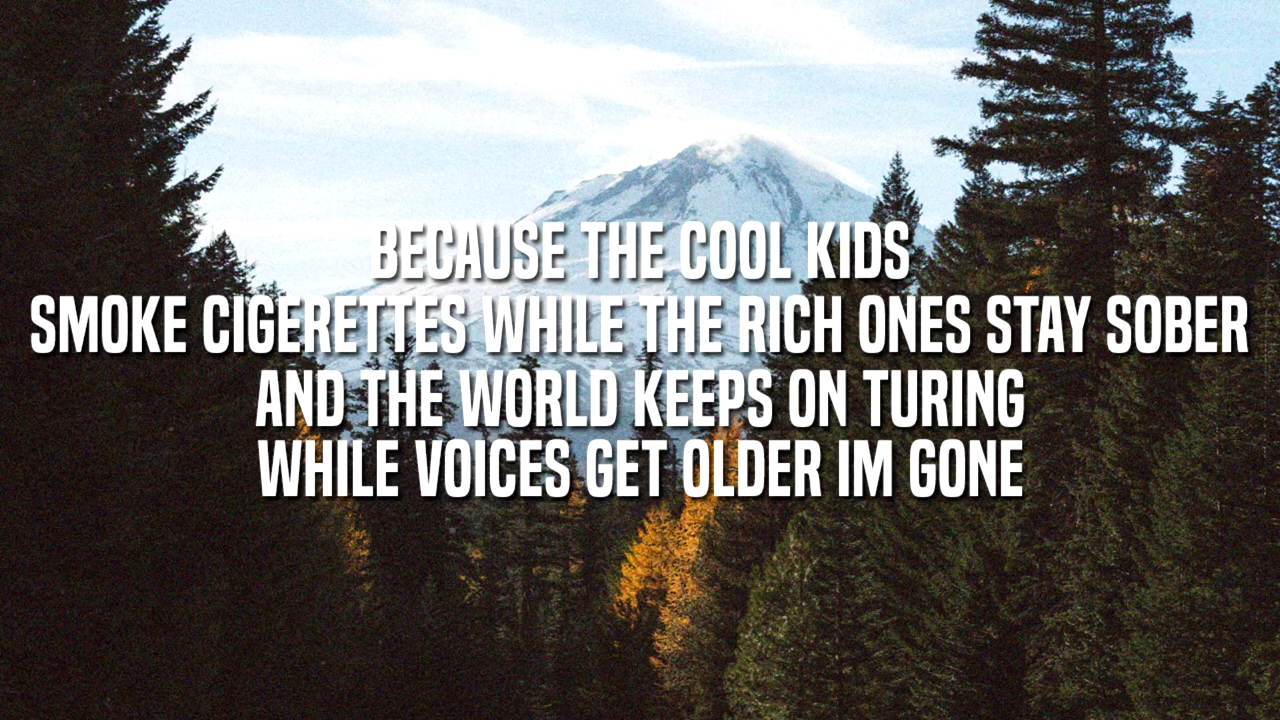 BECAUSE THE COOL KIDS
SMOKE CIGERETTES WHILE THE RICH ONES STAY SOBER
AND THE WORLD KEEPS ON TURING
WHILE VOICES GET OLDER IM GONE